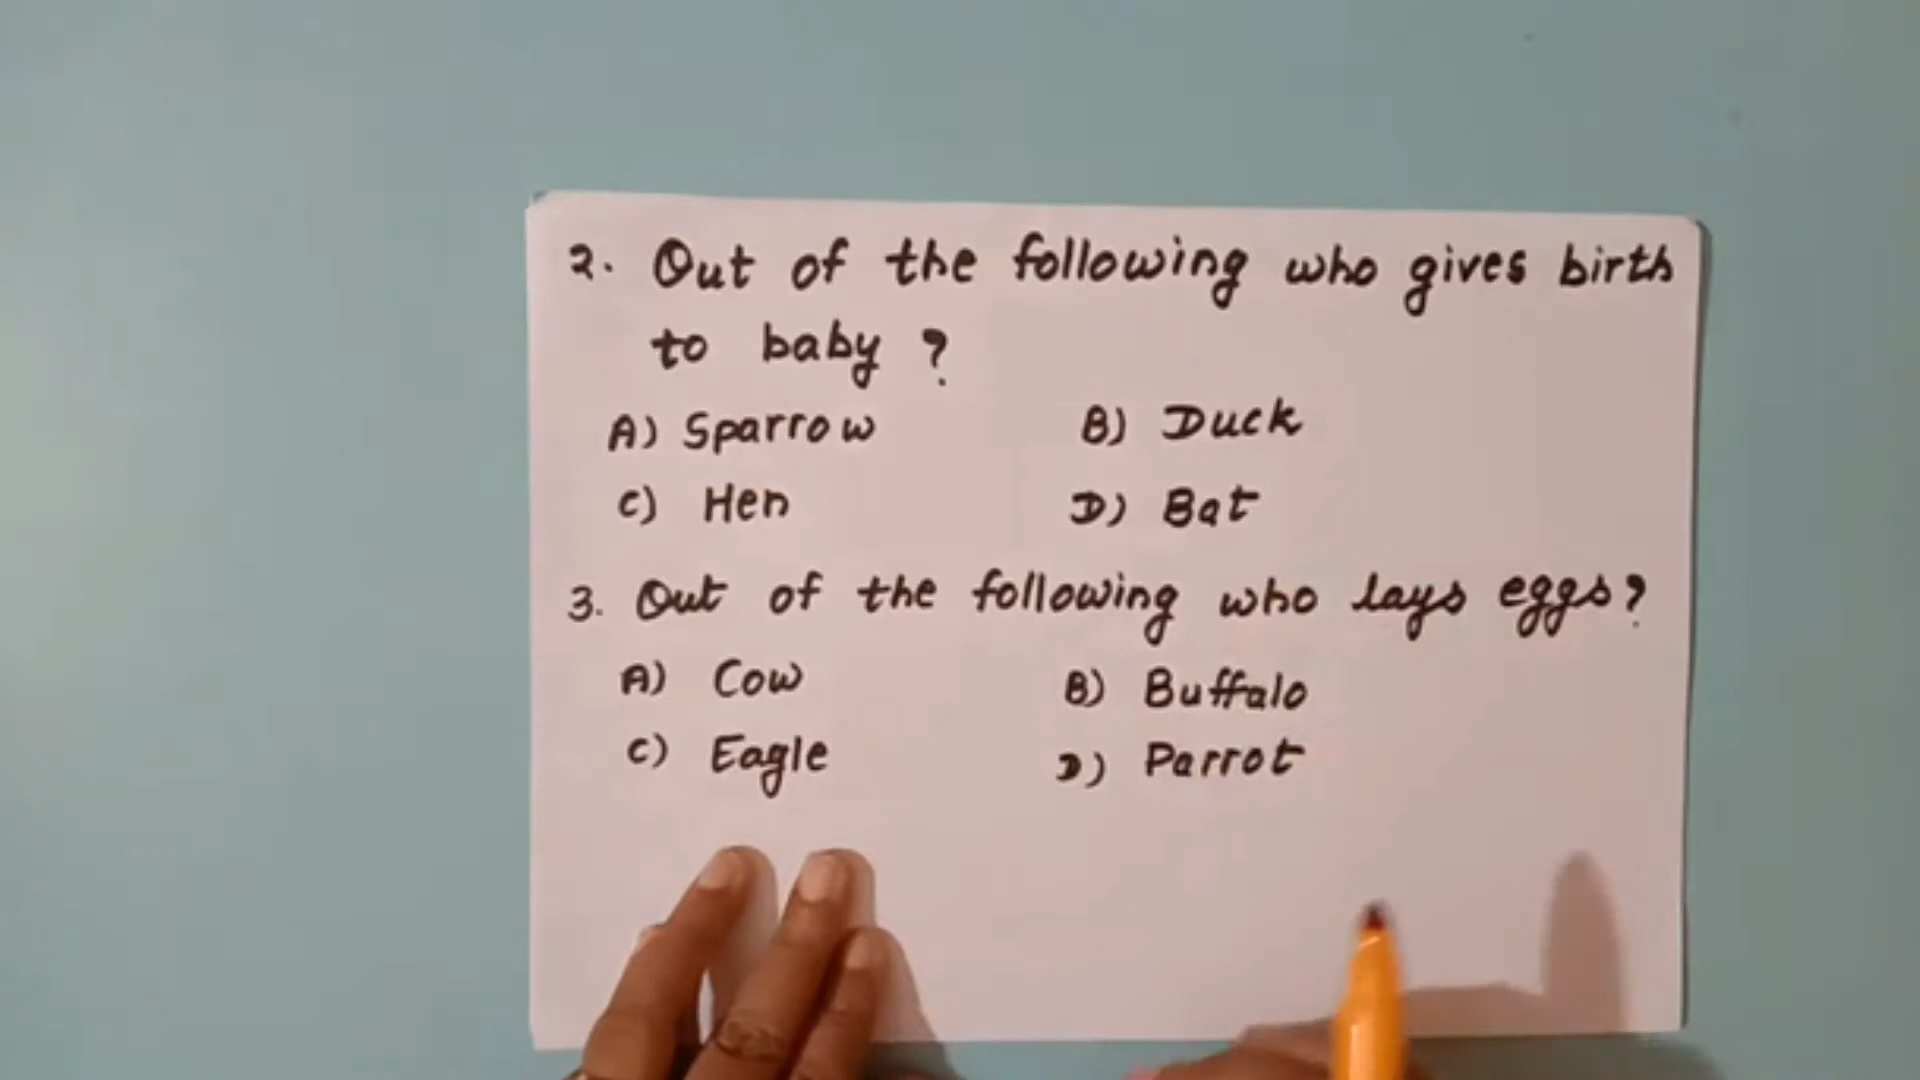 2. Out of the following who gives birth
to baby ?
A) Sparrow B) Duck
C) Hen D) Bat
3. Out of the following who lays eggs?
A) Cow B) Buffalo
C) Eagle D) Parrot